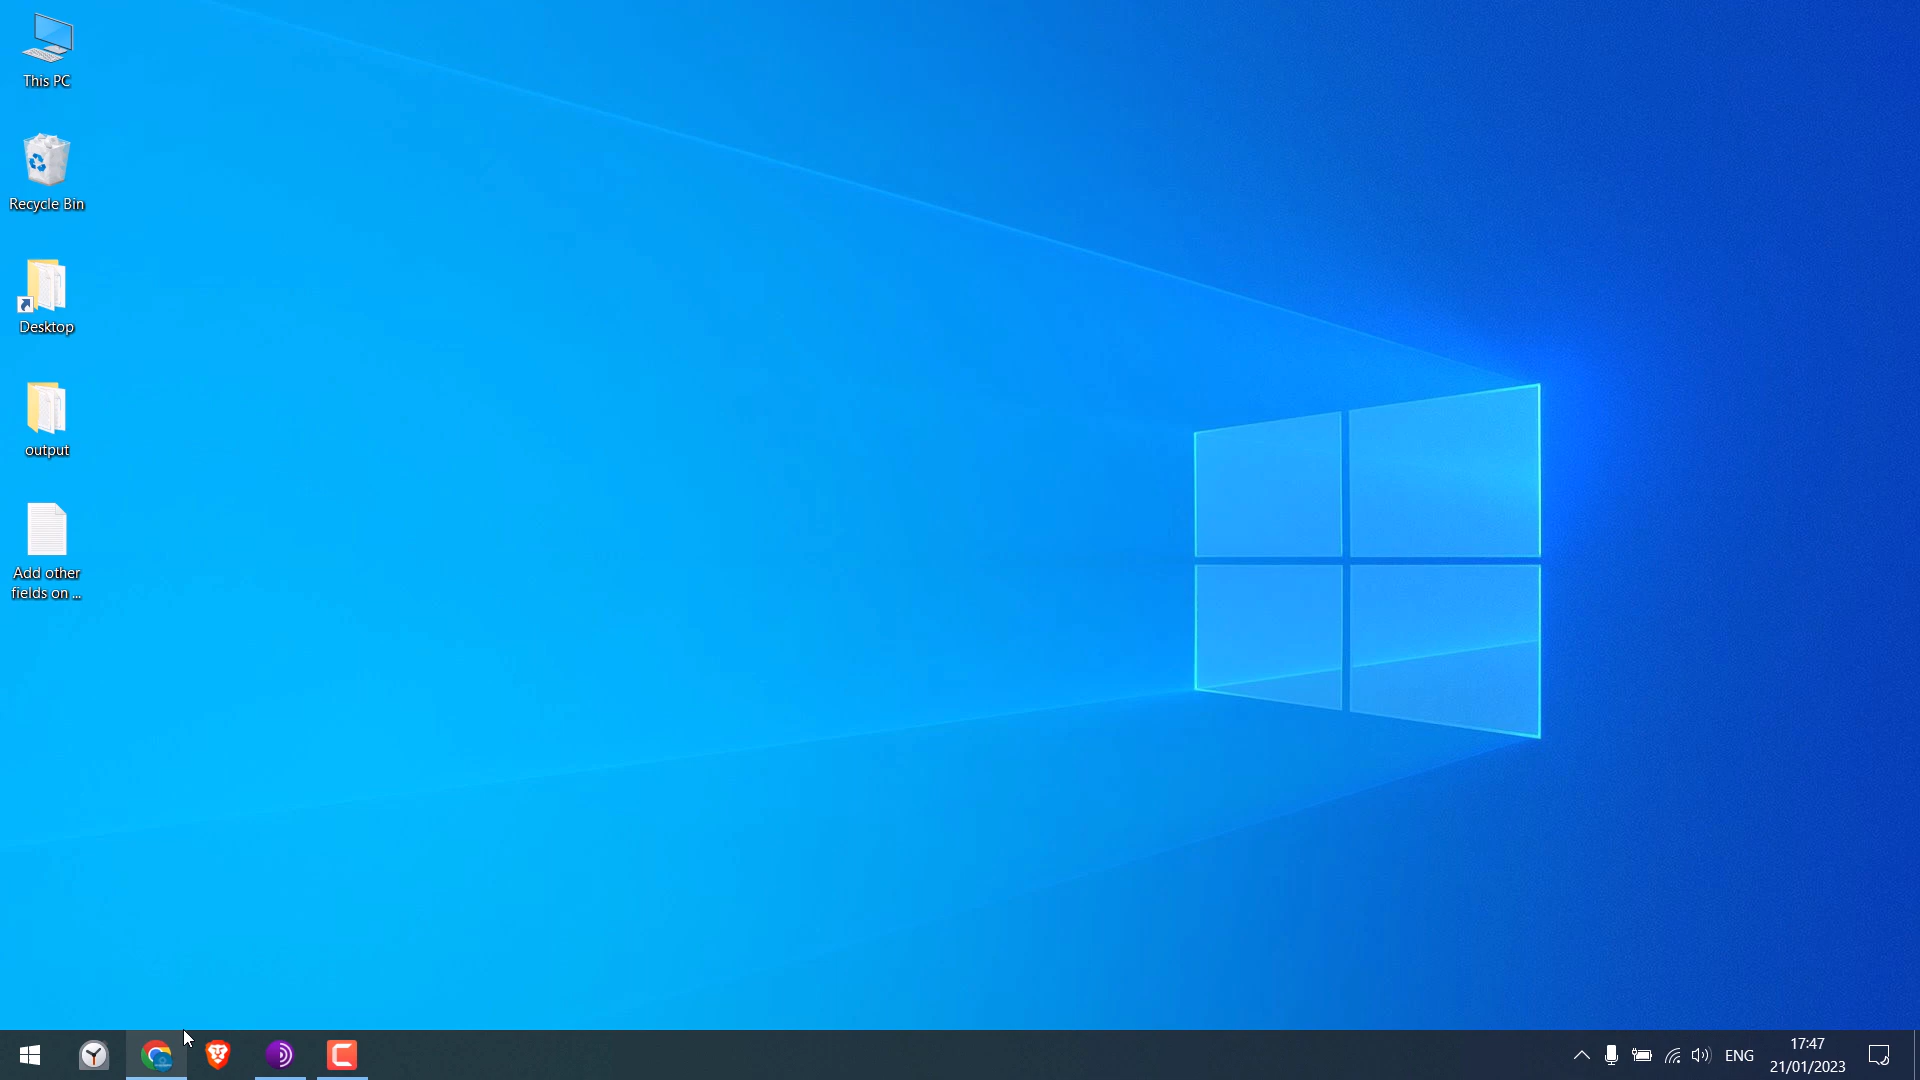 This PC
Recycle Bin
Desktop
output
Add other
fields on ...
ENG
17:47
21/01/2023